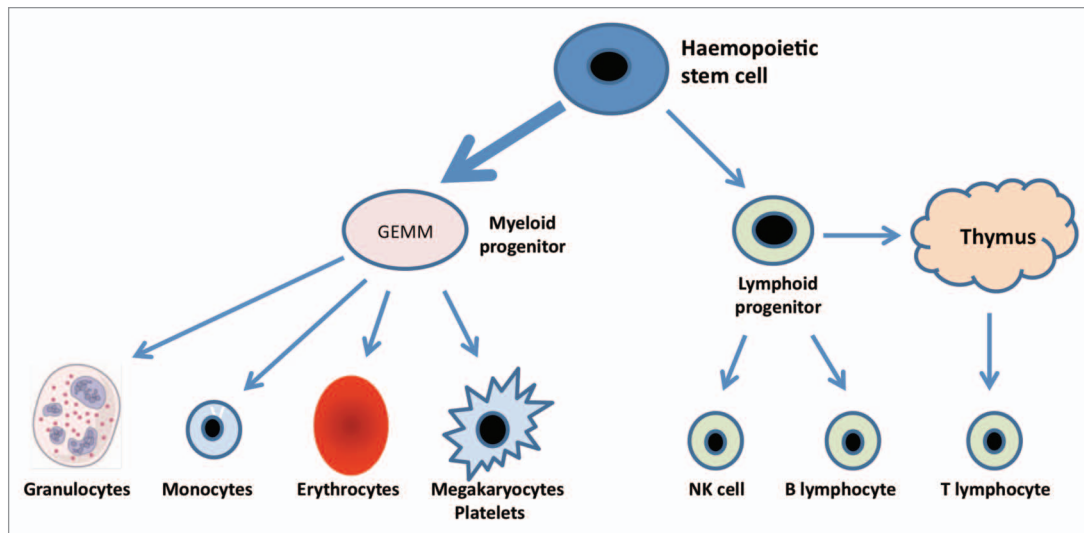 Haemopoietic
stem cell
GEMM
Myeloid
progenitor
Lymphoid
progenitor
Thymus
Granulocytes
Monocytes
Erythrocytes
Megakaryocytes
Platelets
NK cell
B lymphocyte
T lymphocyte